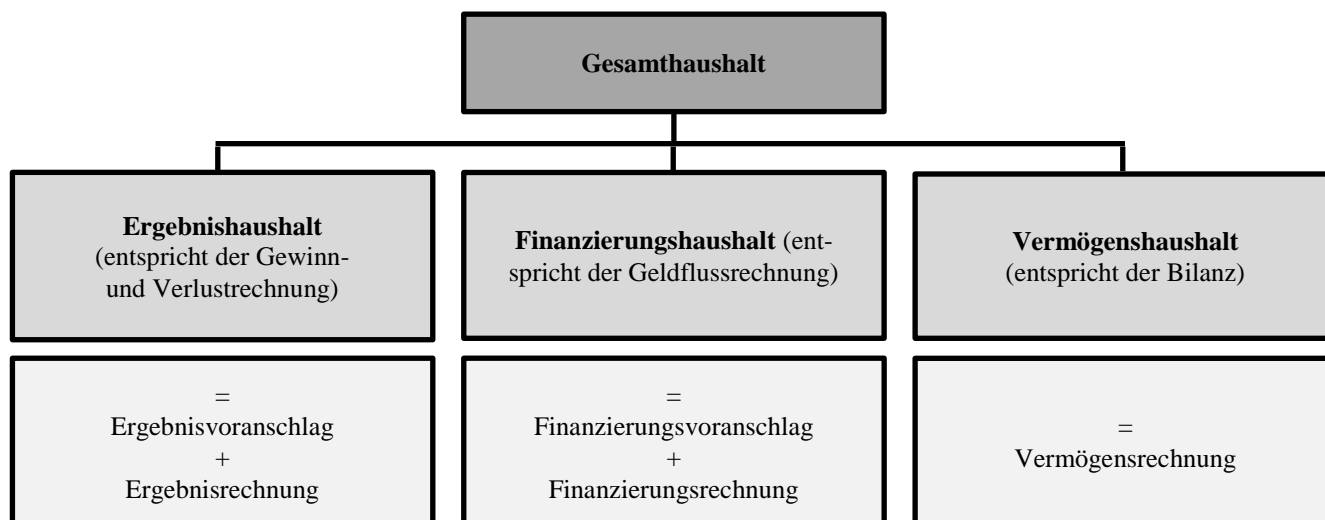 Gesamthaushalt
Ergebnishaushalt
(entspricht der Gewinn-
und Verlustrechnung)
Finanzierungshaushalt (ent-
spricht der Geldflussrechnung)
Vermögenshaushalt
(entspricht der Bilanz)
=
Ergebnisvoranschlag
+
Ergebnisrechnung
=
Finanzierungsvoranschlag
+
Finanzierungsrechnung
=
Vermögensrechnung